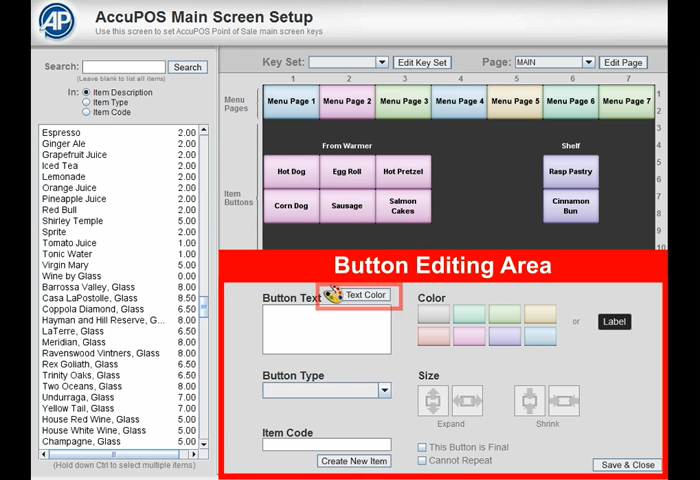 AP
AccuPOS Main Screen Setup
Use this screen to set AccuPOS Point of Sale main screen keys
Search:
Search
(Leave blank to list all items)
In:
Item Description
Item Type
Item Code
Key Set:
Edit Key Set
Page:
MAIN
Edit Page
1 2 3 4 5 6 7
Menu Pages
Menu Page 1
Menu Page 2
Menu Page 3
Menu Page 4
Menu Page 5
Menu Page 6
Menu Page 7
1
2
3
4
5
6
7
8
9
10
Item Buttons
From Warmer
Shelf
Hot Dog
Egg Roll
Hot Pretzel
Rasp Pastry
Corn Dog
Sausage
Salmon Cakes
Cinnamon Bun
Espresso 2.00
Ginger Ale 2.00
Grapefruit Juice 2.00
Iced Tea 2.00
Lemonade 2.00
Orange Juice 2.00
Pineapple Juice 2.00
Red Bull 2.00
Shirley Temple 5.00
Sprite 2.00
Tomato Juice 1.00
Tonic Water 1.00
Virgin Mary 5.00
Wine by Glass 0.00
Barrossa Valley, Glass 8.00
Casa LaPostolle, Glass 8.50
Coppola Diamond, Glass 6.50
Hayman and Hill Reserve, G... 8.00
LaTerre, Glass 6.50
Meridian, Glass 8.00
Ravenswood Vintners, Glass 8.00
Rex Goliath, Glass 6.50
Trinity Oaks, Glass 6.50
Two Oceans, Glass 8.00
Undurraga, Glass 7.00
Yellow Tail, Glass 7.00
House Red Wine, Glass 5.00
House White Wine, Glass 5.00
Champagne, Glass 5.00
(Hold down Ctrl to select multiple items)
Button Editing Area
Button Text
Text Color
Color
or
Label
Button Type
Size
Expand
Shrink
Item Code
Create New Item
This Button is Final
Cannot Repeat
Save & Close